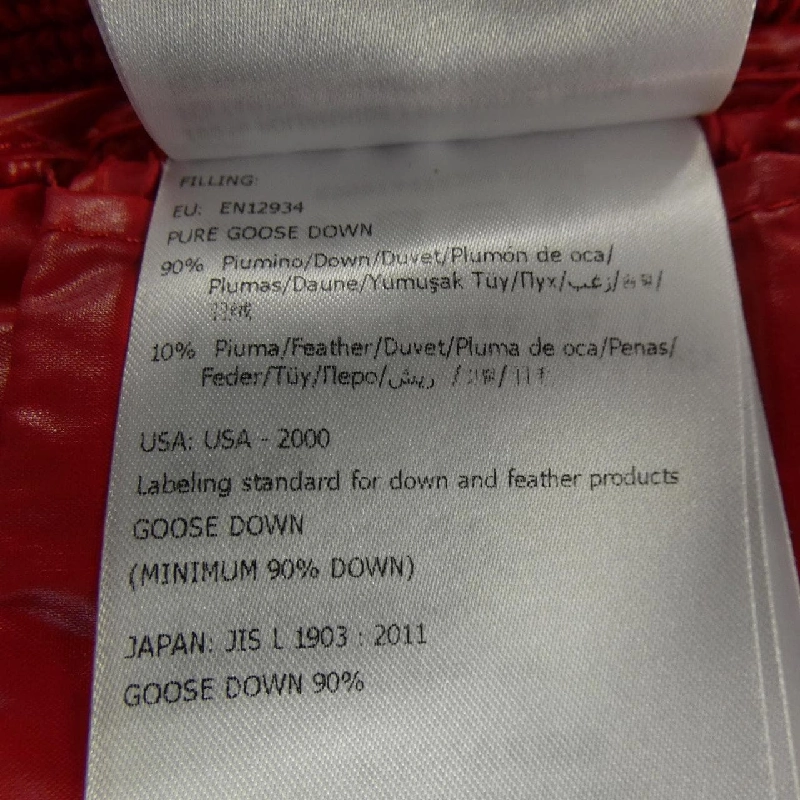 FILLING:
EU: EN12934
PURE GOOSE DOWN
90% Piumino/Down/Duvet/Plumón de oca/
Plumas/Daune/Yumuşak Tüy/Пух/زغب/
10% Piuma/Feather/Duvet/Pluma de oca/Penas/
Feder/Tüy/Перо/ريش /
USA: USA - 2000
Labeling standard for down and feather products
GOOSE DOWN
(MINIMUM 90% DOWN)
JAPAN: JIS L 1903 : 2011
GOOSE DOWN 90%